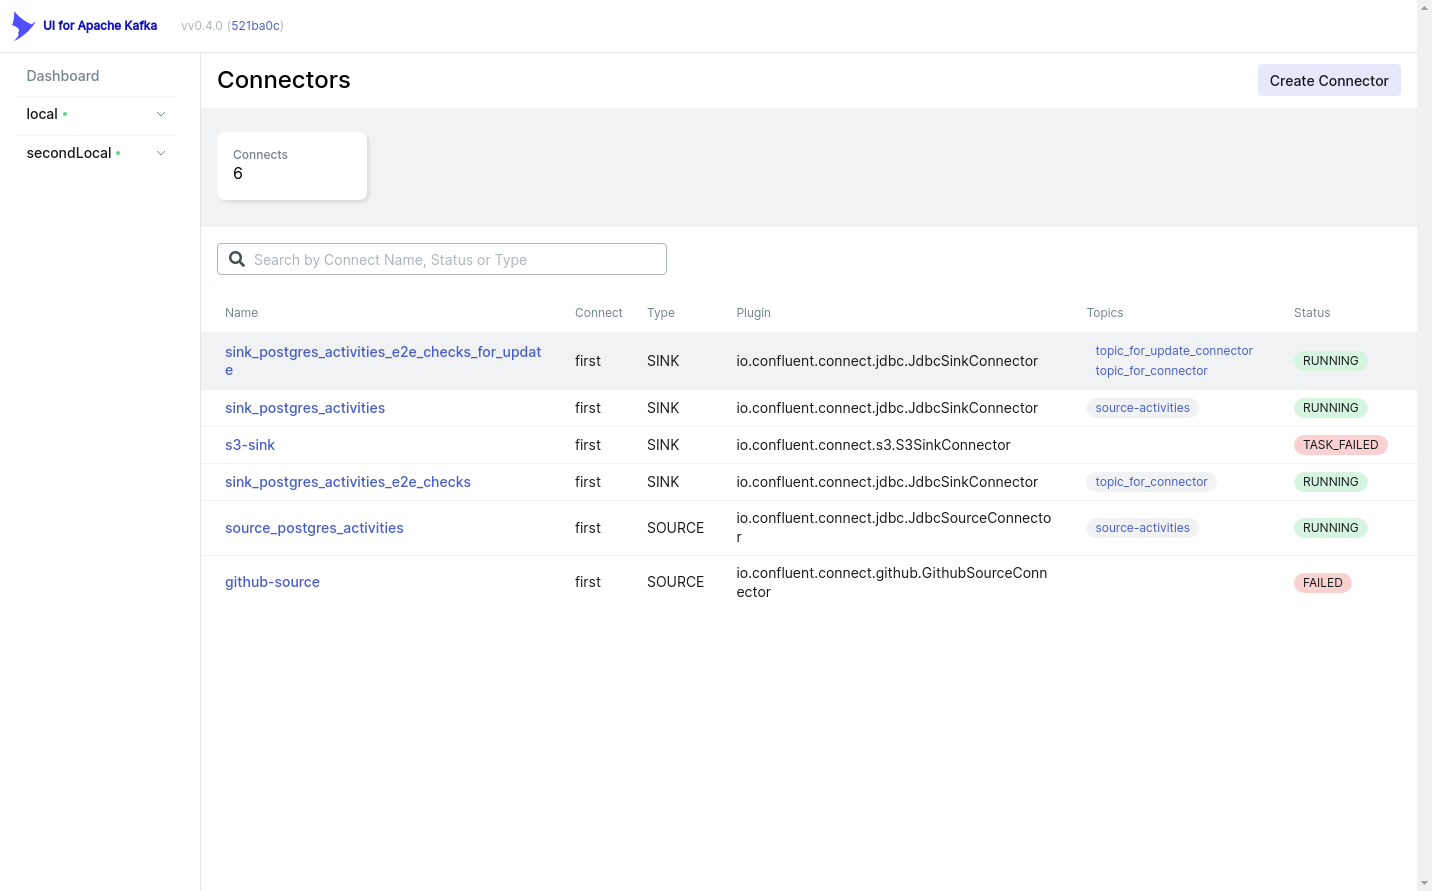 UI for Apache Kafka vv0.4.0 (521ba0c)
Dashboard
local
secondLocal
Connectors
Create Connector
Connects
6
Search by Connect Name, Status or Type
Name Connect Type Plugin Topics Status
sink_postgres_activities_e2e_checks_for_updat
e
first SINK io.confluent.connect.jdbc.JdbcSinkConnector
topic_for_update_connector
topic_for_connector
RUNNING
sink_postgres_activities first SINK io.confluent.connect.jdbc.JdbcSinkConnector source-activities RUNNING
s3-sink first SINK io.confluent.connect.s3.S3SinkConnector TASK_FAILED
sink_postgres_activities_e2e_checks first SINK io.confluent.connect.jdbc.JdbcSinkConnector topic_for_connector RUNNING
source_postgres_activities first SOURCE
io.confluent.connect.jdbc.JdbcSourceConnecto
r
source-activities RUNNING
github-source first SOURCE
io.confluent.connect.github.GithubSourceConn
ector
FAILED